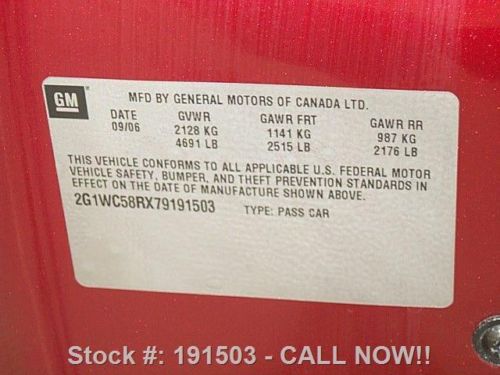 GM
MFD BY GENERAL MOTORS OF CANADA LTD.
DATE GVWR GAWR FRT GAWR RR
09/06 2128 KG 1141 KG 987 KG
4691 LB 2515 LB 2176 LB
THIS VEHICLE CONFORMS TO ALL APPLICABLE U.S. FEDERAL MOTOR
VEHICLE SAFETY, BUMPER, AND THEFT PREVENTION STANDARDS IN
EFFECT ON THE DATE OF MANUFACTURE SHOWN ABOVE.
2G1WC58RX79191503 TYPE: PASS CAR
Stock #: 191503 - CALL NOW!!